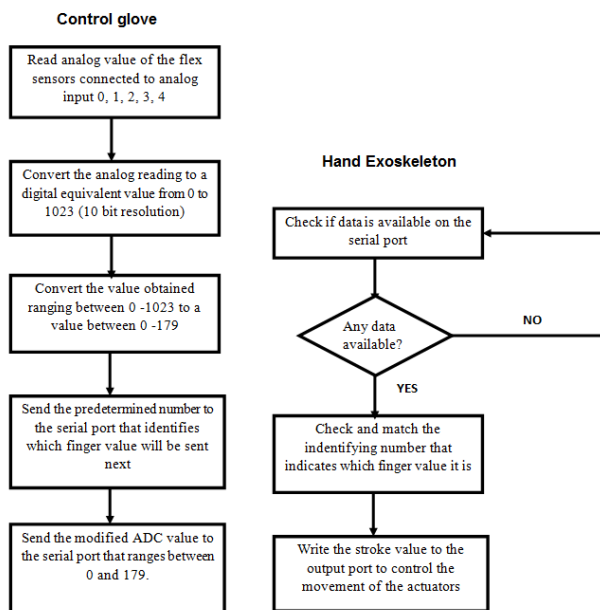 Control glove
Read analog value of the flex
sensors connected to analog
input 0, 1, 2, 3, 4
Convert the analog reading to a
digital equivalent value from 0 to
1023 (10 bit resolution)
Convert the value obtained
ranging between 0 -1023 to a
value between 0 -179
Send the predetermined number to
the serial port that identifies
which finger value will be sent
next
Send the modified ADC value to
the serial port that ranges between
0 and 179.
Hand Exoskeleton
Check if data is available on the
serial port
Any data
available?
NO
YES
Check and match the
indentifying number that
indicates which finger value it is
Write the stroke value to the
output port to control the
movement of the actuators